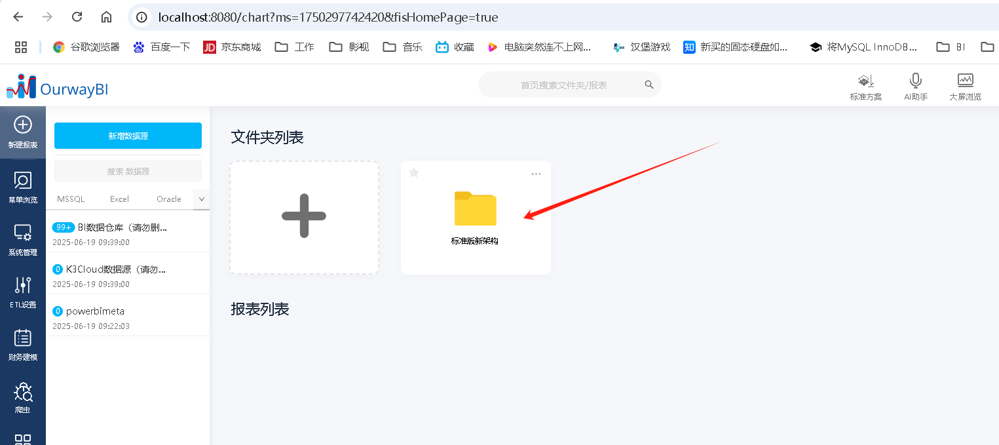 localhost:8080/chart?ms=1750297742420&fisHomePage=true
谷歌浏览器
百度一下
JD 京东商城
工作
影视
音乐
收藏
电脑突然连不上网...
汉堡游戏
知 新买的固态硬盘如...
将MySQL InnoDB...
BI
OurwayBI
首页搜索文件夹/报表
标准方案
AI助手
大屏浏览
新建报表
菜单浏览
系统管理
ETL设置
财务建模
爬虫
新增数据源
搜索 数据源
MSSQL Excel Oracle
99+ BI数据仓库（请勿删...
2025-06-19 09:39:00
0 K3Cloud数据源（请勿...
2025-06-19 09:39:00
0 powerbimeta
2025-06-19 09:22:03
文件夹列表
标准版新架构
报表列表